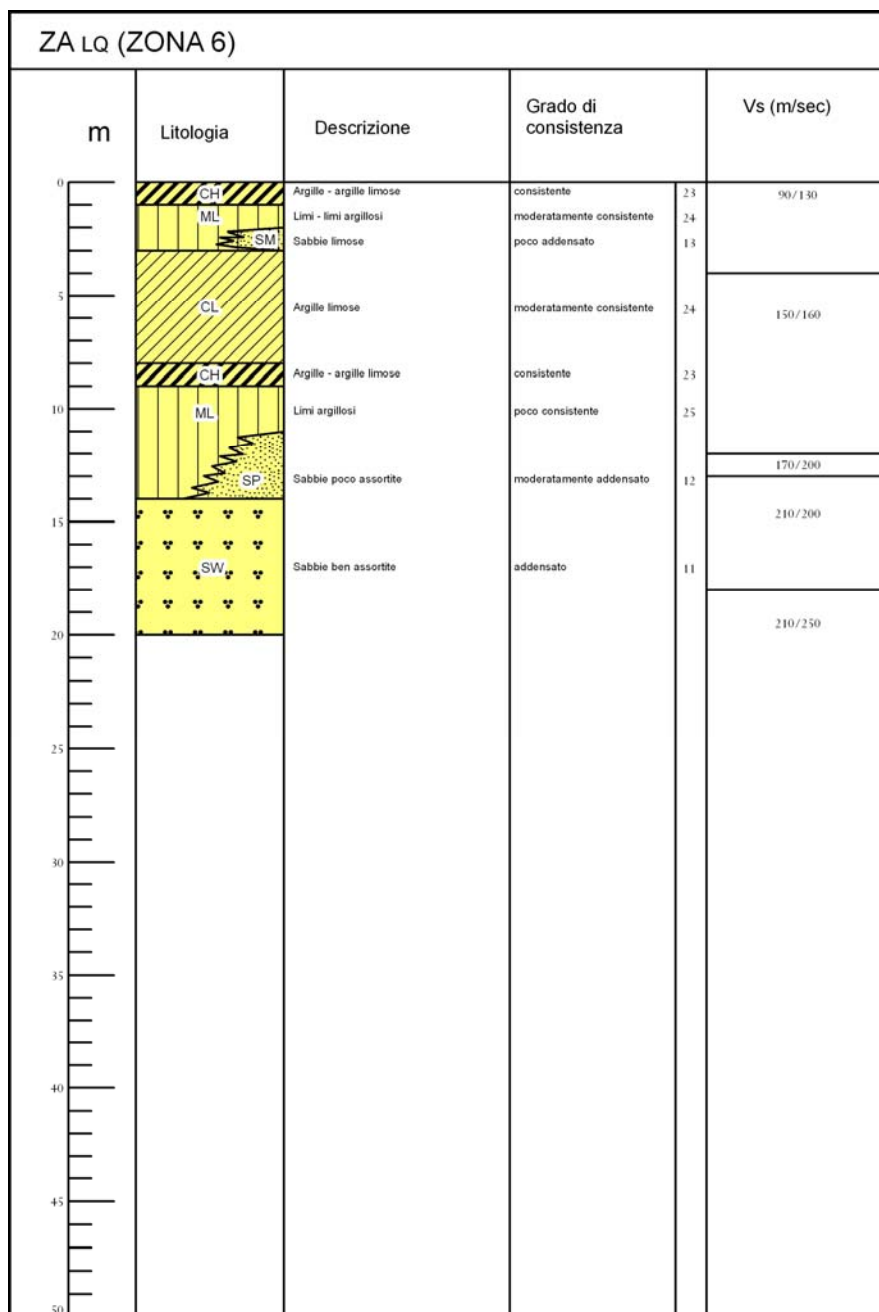 ZA LQ (ZONA 6)
m
Litologia
Descrizione
Grado di
consistenza
Vs (m/sec)
0
CH
Argille - argille limose
consistente
23
90/130
ML
Limi - limi argillosi
moderatamente consistente
24
SM
Sabbie limose
poco addensato
13
5
CL
Argille limose
moderatamente consistente
24
150/160
CH
Argille - argille limose
consistente
23
10
ML
Limi argillosi
poco consistente
25
170/200
SP
Sabbie poco assortite
moderatamente addensato
12
15
210/200
SW
Sabbie ben assortite
addensato
11
20
210/250
25
30
35
40
45
50